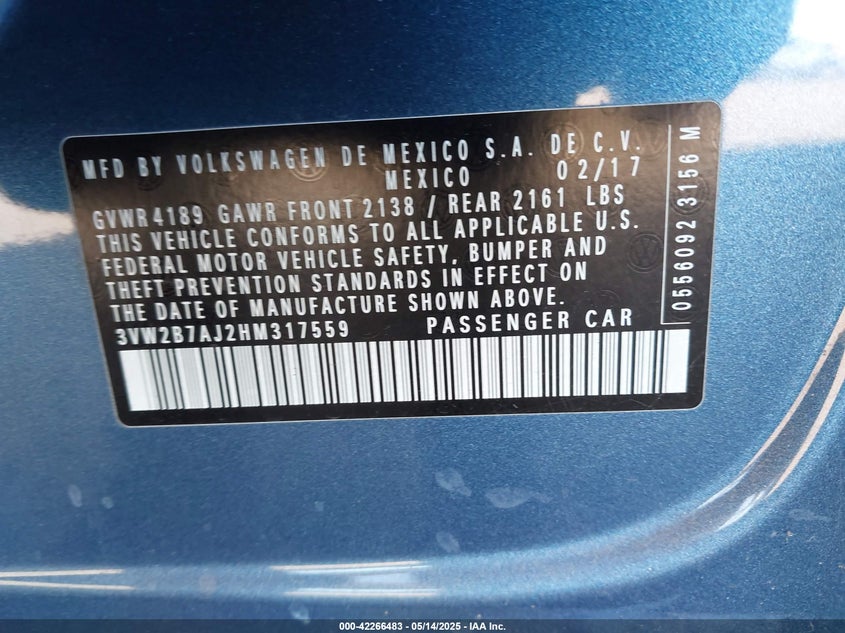 MFD BY VOLKSWAGEN DE MEXICO S.A. DE C.V.
MEXICO 02/17
GVWR 4189 GAWR FRONT 2138 / REAR 2161 LBS
THIS VEHICLE CONFORMS TO ALL APPLICABLE U.S.
FEDERAL MOTOR VEHICLE SAFETY, BUMPER AND
THEFT PREVENTION STANDARDS IN EFFECT ON
THE DATE OF MANUFACTURE SHOWN ABOVE.
3VW2B7AJ2HM317559 PASSENGER CAR
0556092 3156 M
000-42266483 - 05/14/2025 - IAA Inc.